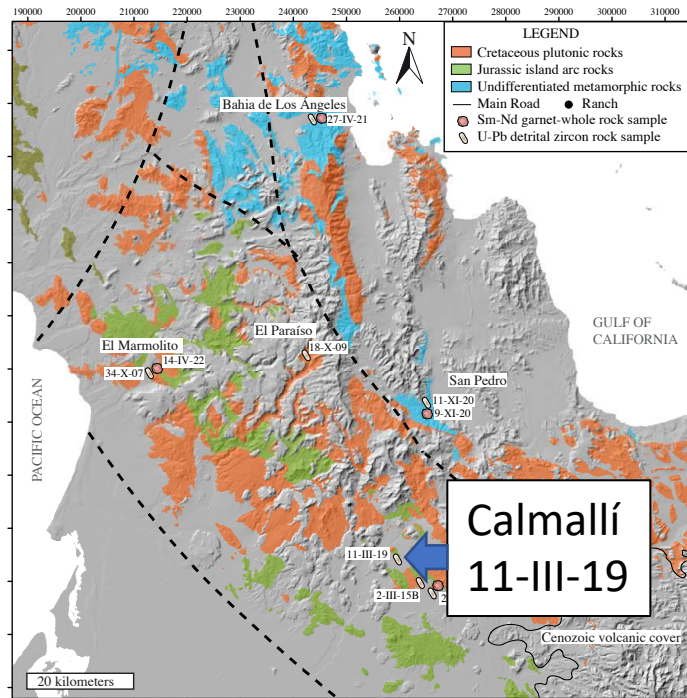 190000 200000 210000 220000 230000 240000 250000 260000 270000 280000 290000 300000 310000
N
LEGEND
Cretaceous plutonic rocks
Jurassic island arc rocks
Undifferentiated metamorphic rocks
Main Road
Ranch
Sm-Nd garnet-whole rock sample
U-Pb detrital zircon rock sample
Bahia de Los Ángeles
27-IV-21
GULF OF
CALIFORNIA
El Paraíso
18-X-09
El Marmolito
14-IV-22
34-X-07
San Pedro
11-XI-20
9-XI-20
PACIFIC OCEAN
Calmallí
11-III-19
11-III-19
2-III-15B
2
Cenozoic volcanic cover
20 kilometers